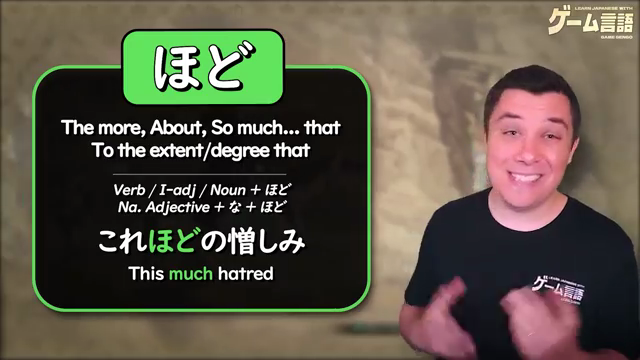 LEARN JAPANESE WITH
ゲーム言語
GAME GENGO
ほど
The more, About, So much... that
To the extent/degree that
Verb / I-adj / Noun + ほど
Na. Adjective + な + ほど
これほどの憎しみ
This much hatred
ゲーム言語